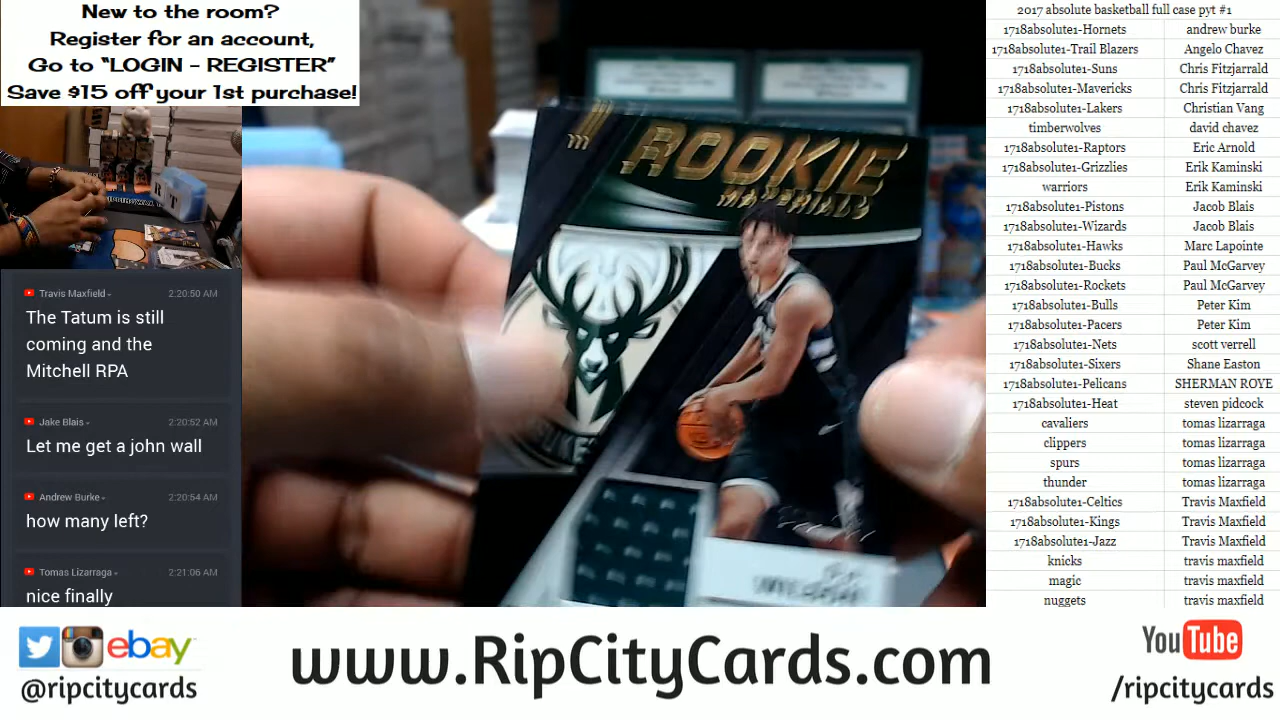 New to the room?
Register for an account,
Go to “LOGIN - REGISTER”
Save $15 off your 1st purchase!
Travis Maxfield
2:20:50 AM
The Tatum is still
coming and the
Mitchell RPA
Jake Blais
2:20:52 AM
Let me get a john wall
Andrew Burke
2:20:54 AM
how many left?
Tomas Lizarraga
2:21:06 AM
nice finally
ROOKIE
MATERIALS
2017 absolute basketball full case pyt #1
1718absolute1-Hornets andrew burke
1718absolute1-Trail Blazers Angelo Chavez
1718absolute1-Suns Chris Fitzjarrald
1718absolute1-Mavericks Chris Fitzjarrald
1718absolute1-Lakers Christian Vang
timberwolves david chavez
1718absolute1-Raptors Eric Arnold
1718absolute1-Grizzlies Erik Kaminski
warriors Erik Kaminski
1718absolute1-Pistons Jacob Blais
1718absolute1-Wizards Jacob Blais
1718absolute1-Hawks Marc Lapointe
1718absolute1-Bucks Paul McGarvey
1718absolute1-Rockets Paul McGarvey
1718absolute1-Bulls Peter Kim
1718absolute1-Pacers Peter Kim
1718absolute1-Nets scott verrell
1718absolute1-Sixers Shane Easton
1718absolute1-Pelicans SHERMAN ROYE
1718absolute1-Heat steven pidcock
cavaliers tomas lizarraga
clippers tomas lizarraga
spurs tomas lizarraga
thunder tomas lizarraga
1718absolute1-Celtics Travis Maxfield
1718absolute1-Kings Travis Maxfield
1718absolute1-Jazz Travis Maxfield
knicks travis maxfield
magic travis maxfield
nuggets travis maxfield
ebay
@ripcitycards
www.RipCityCards.com
YouTube
/ripcitycards